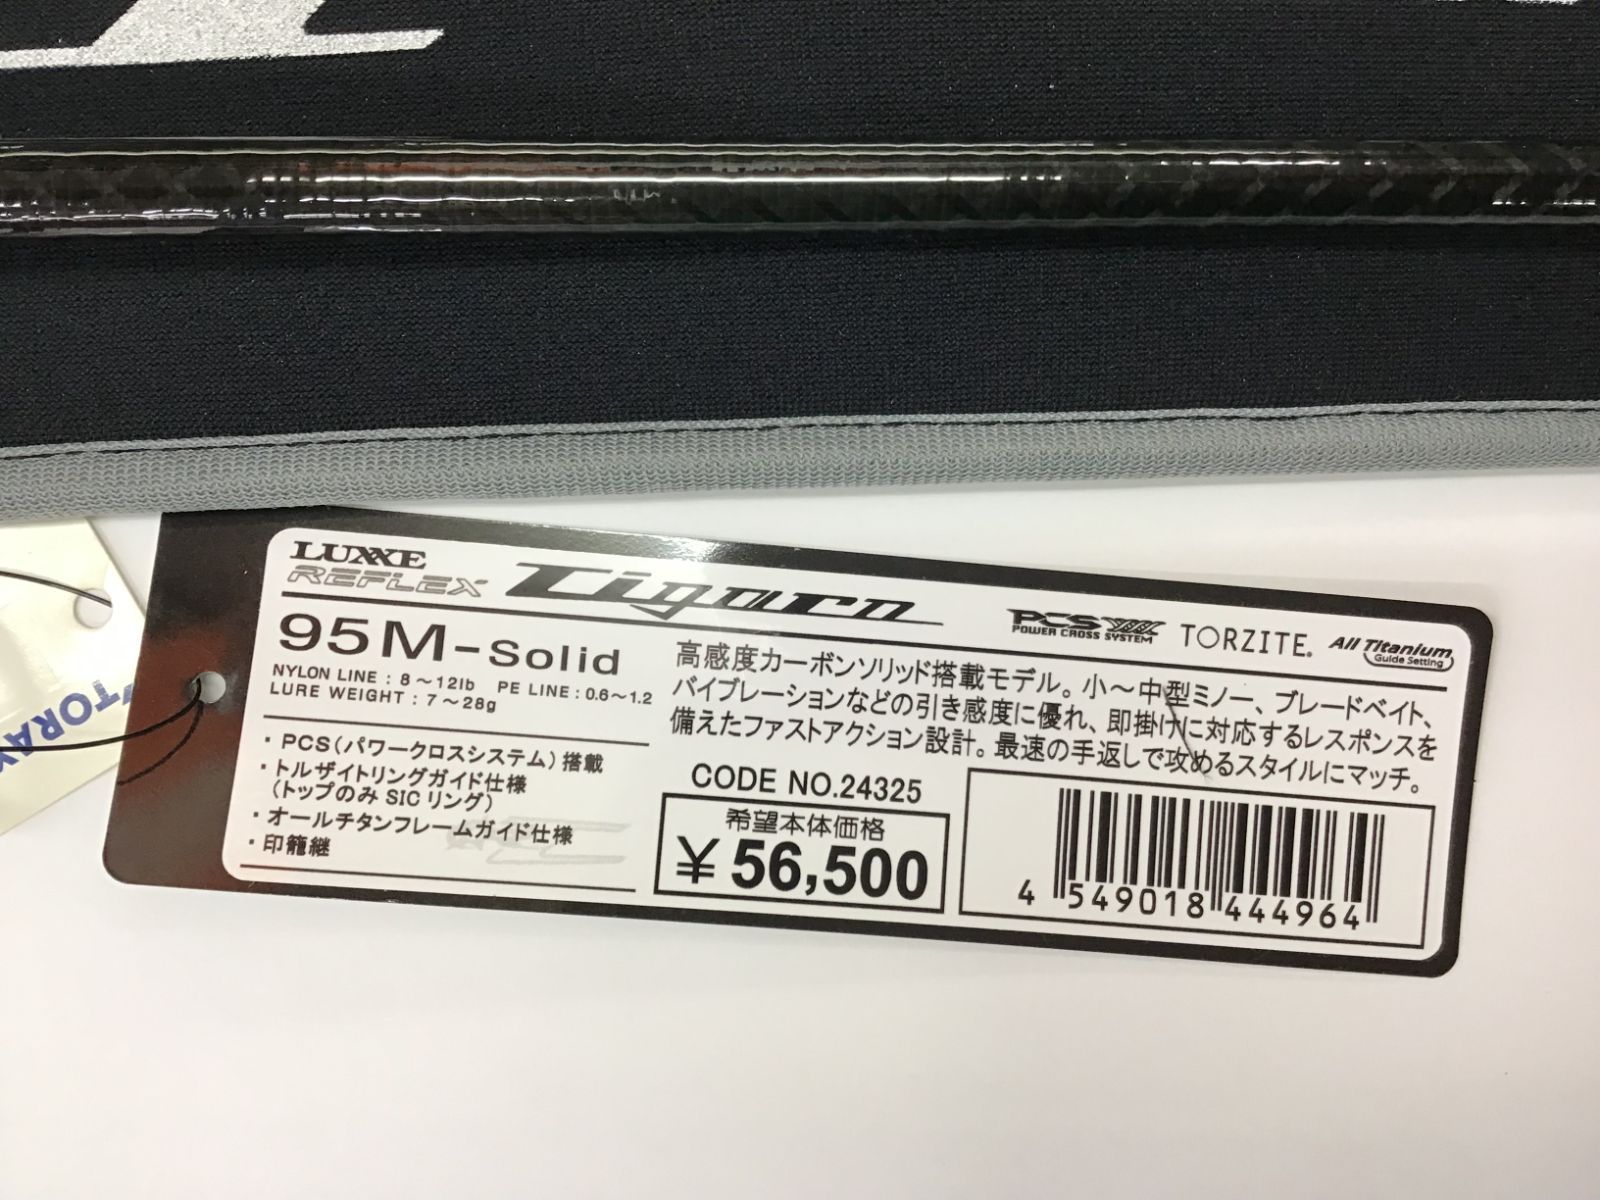 LUXXE
REFLEX Tigarn
PCS
POWER CROSS SYSTEM
TORZITE.
All Titanium
Guide Setting
95M-Solid
NYLON LINE : 8~12lb PE LINE : 0.6~1.2
LURE WEIGHT : 7~28g
・PCS(パワークロスシステム)搭載
・トルザイトリングガイド仕様
(トップのみ SIC リング)
・オールチタンフレームガイド仕様
・印籠継
高感度カーボンソリッド搭載モデル。小~中型ミノー、ブレードベイト、
バイブレーションなどの引き感度に優れ、即掛けに対応するレスポンスを
備えたファストアクション設計。最速の手返しで攻めるスタイルにマッチ。
CODE NO.24325
希望本体価格
¥56,500
4 549018 444964
TORAY